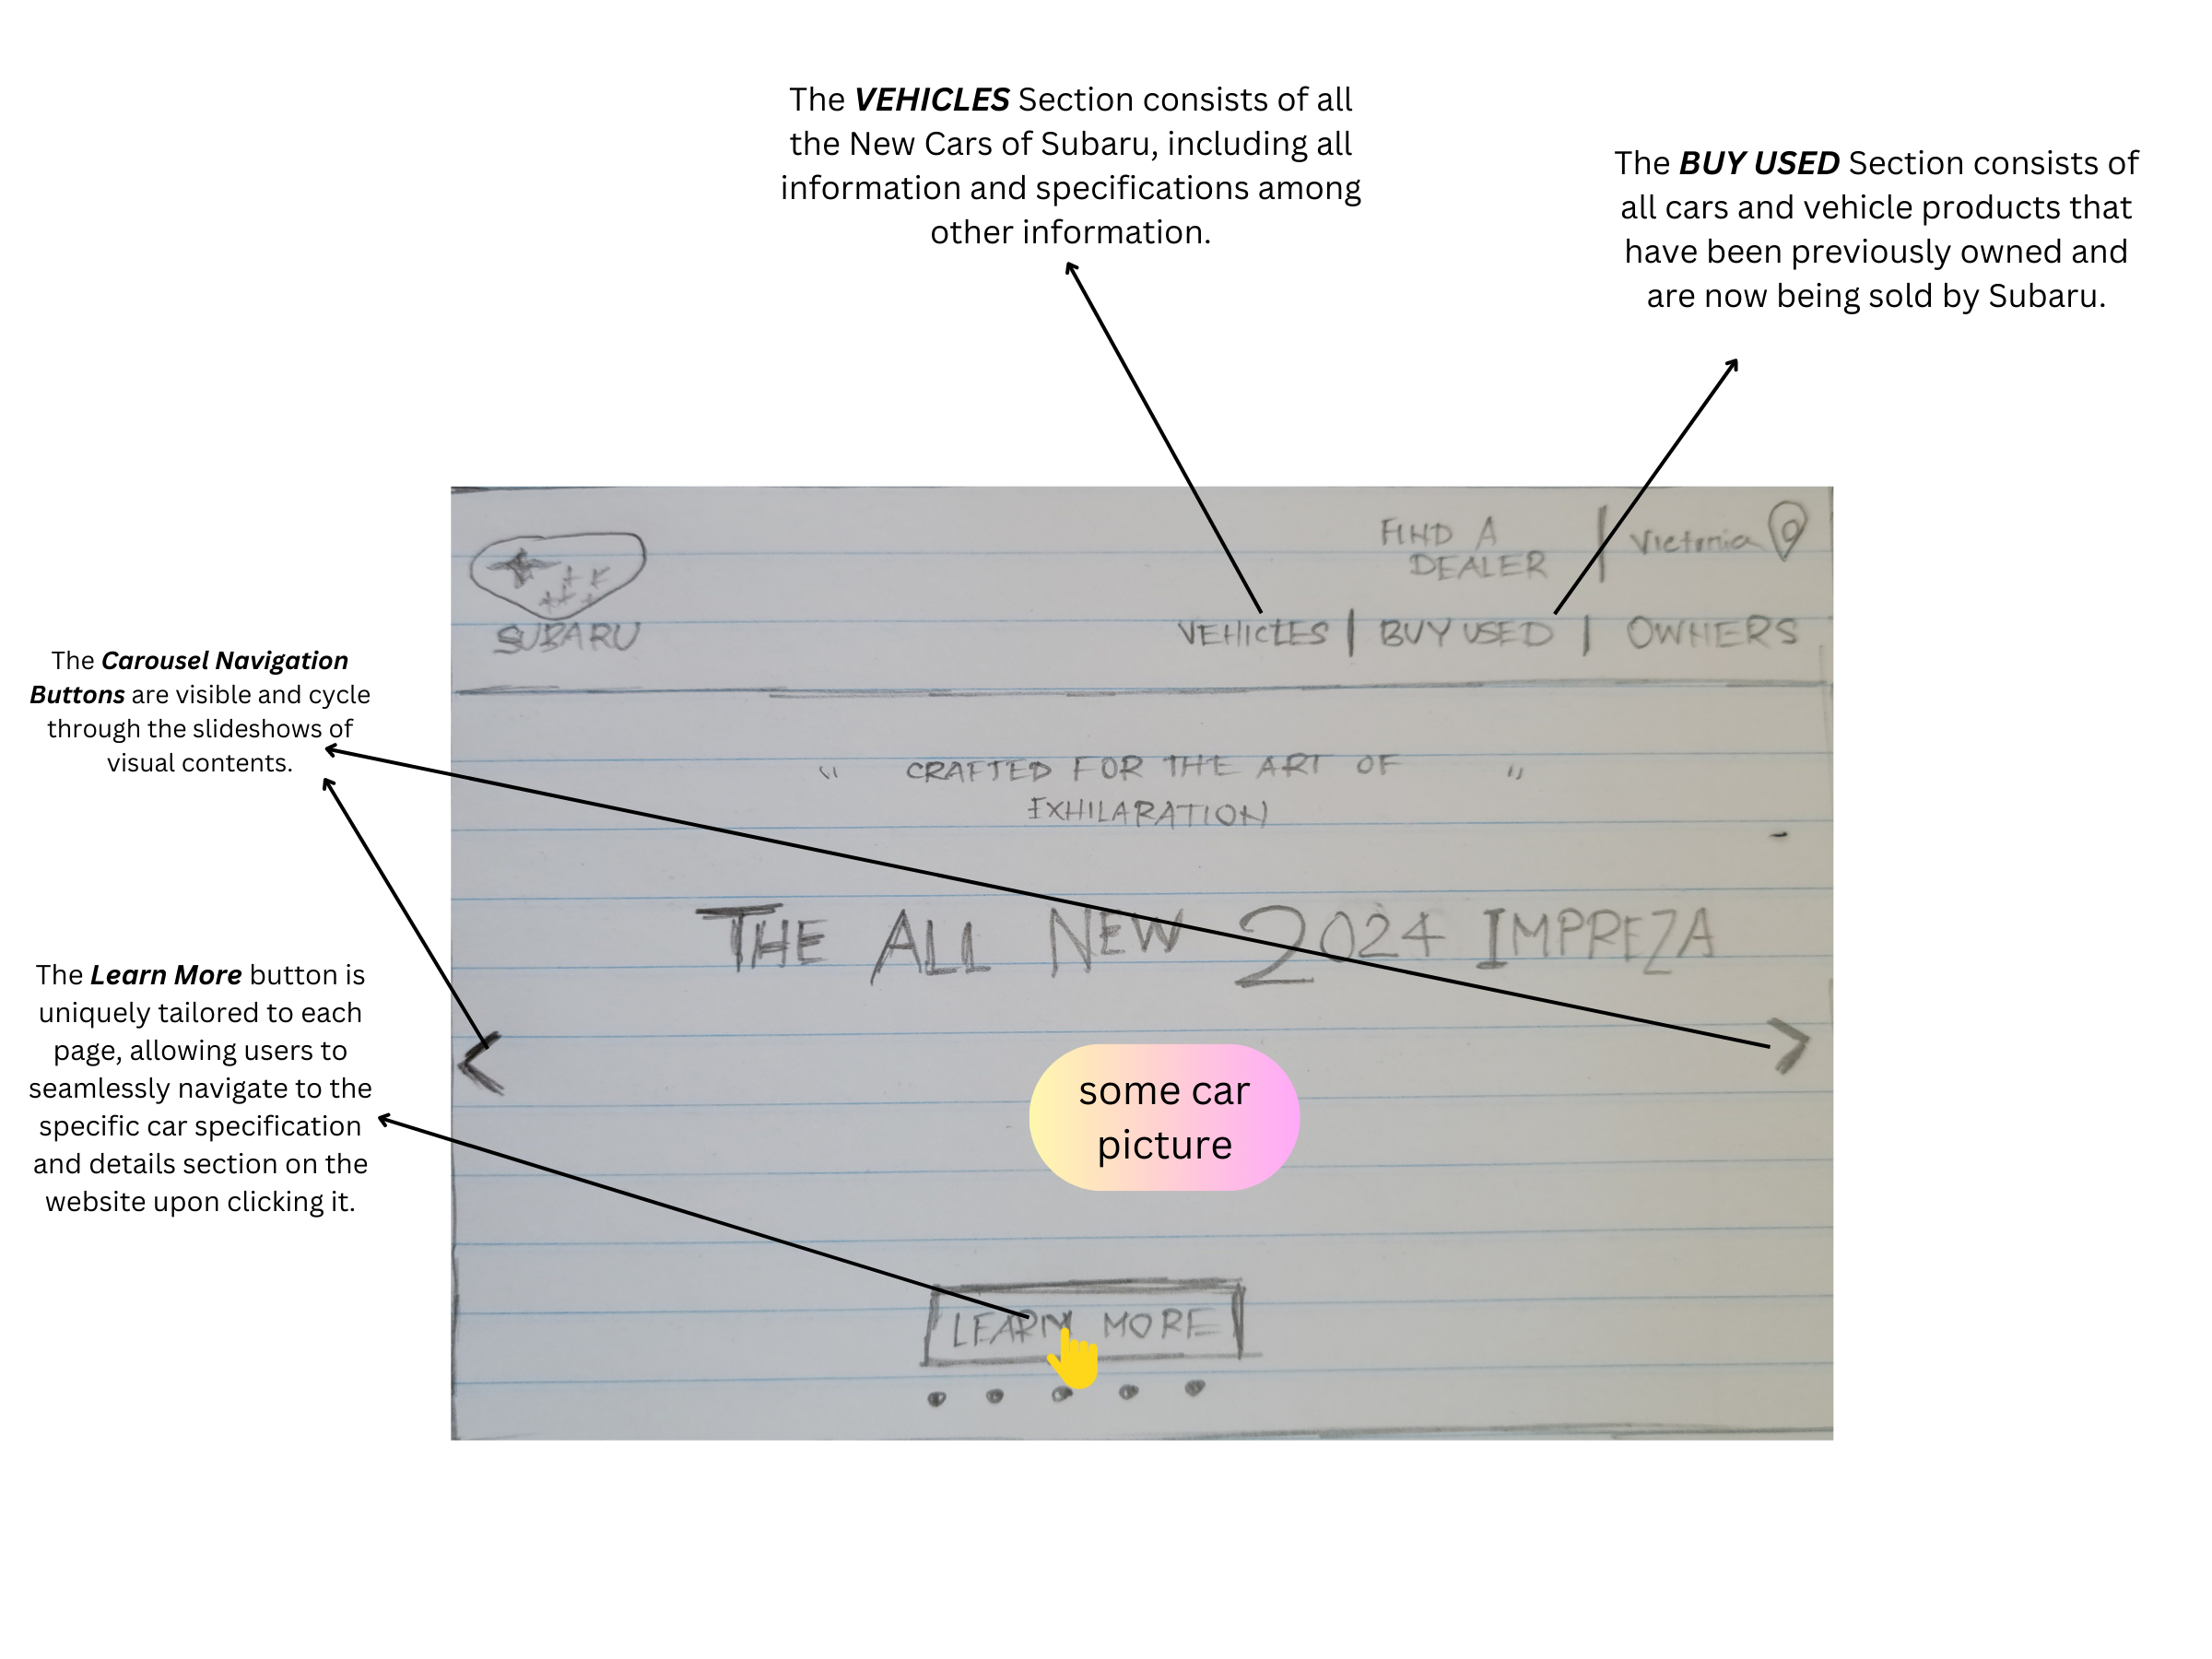 The VEHICLES Section consists of all
the New Cars of Subaru, including all
information and specifications among
other information.
The BUY USED Section consists of
all cars and vehicle products that
have been previously owned and
are now being sold by Subaru.
FIND A
DEALER
Victoria
SUBARU
VEHICLES | BUY USED | OWNERS
The Carousel Navigation
Buttons are visible and cycle
through the slideshows of
visual contents.
" CRAFTED FOR THE ART OF "
EXHILARATION
THE ALL NEW 2024 IMPREZA
The Learn More button is
uniquely tailored to each
page, allowing users to
seamlessly navigate to the
specific car specification
and details section on the
website upon clicking it.
some car
picture
LEARN MORE